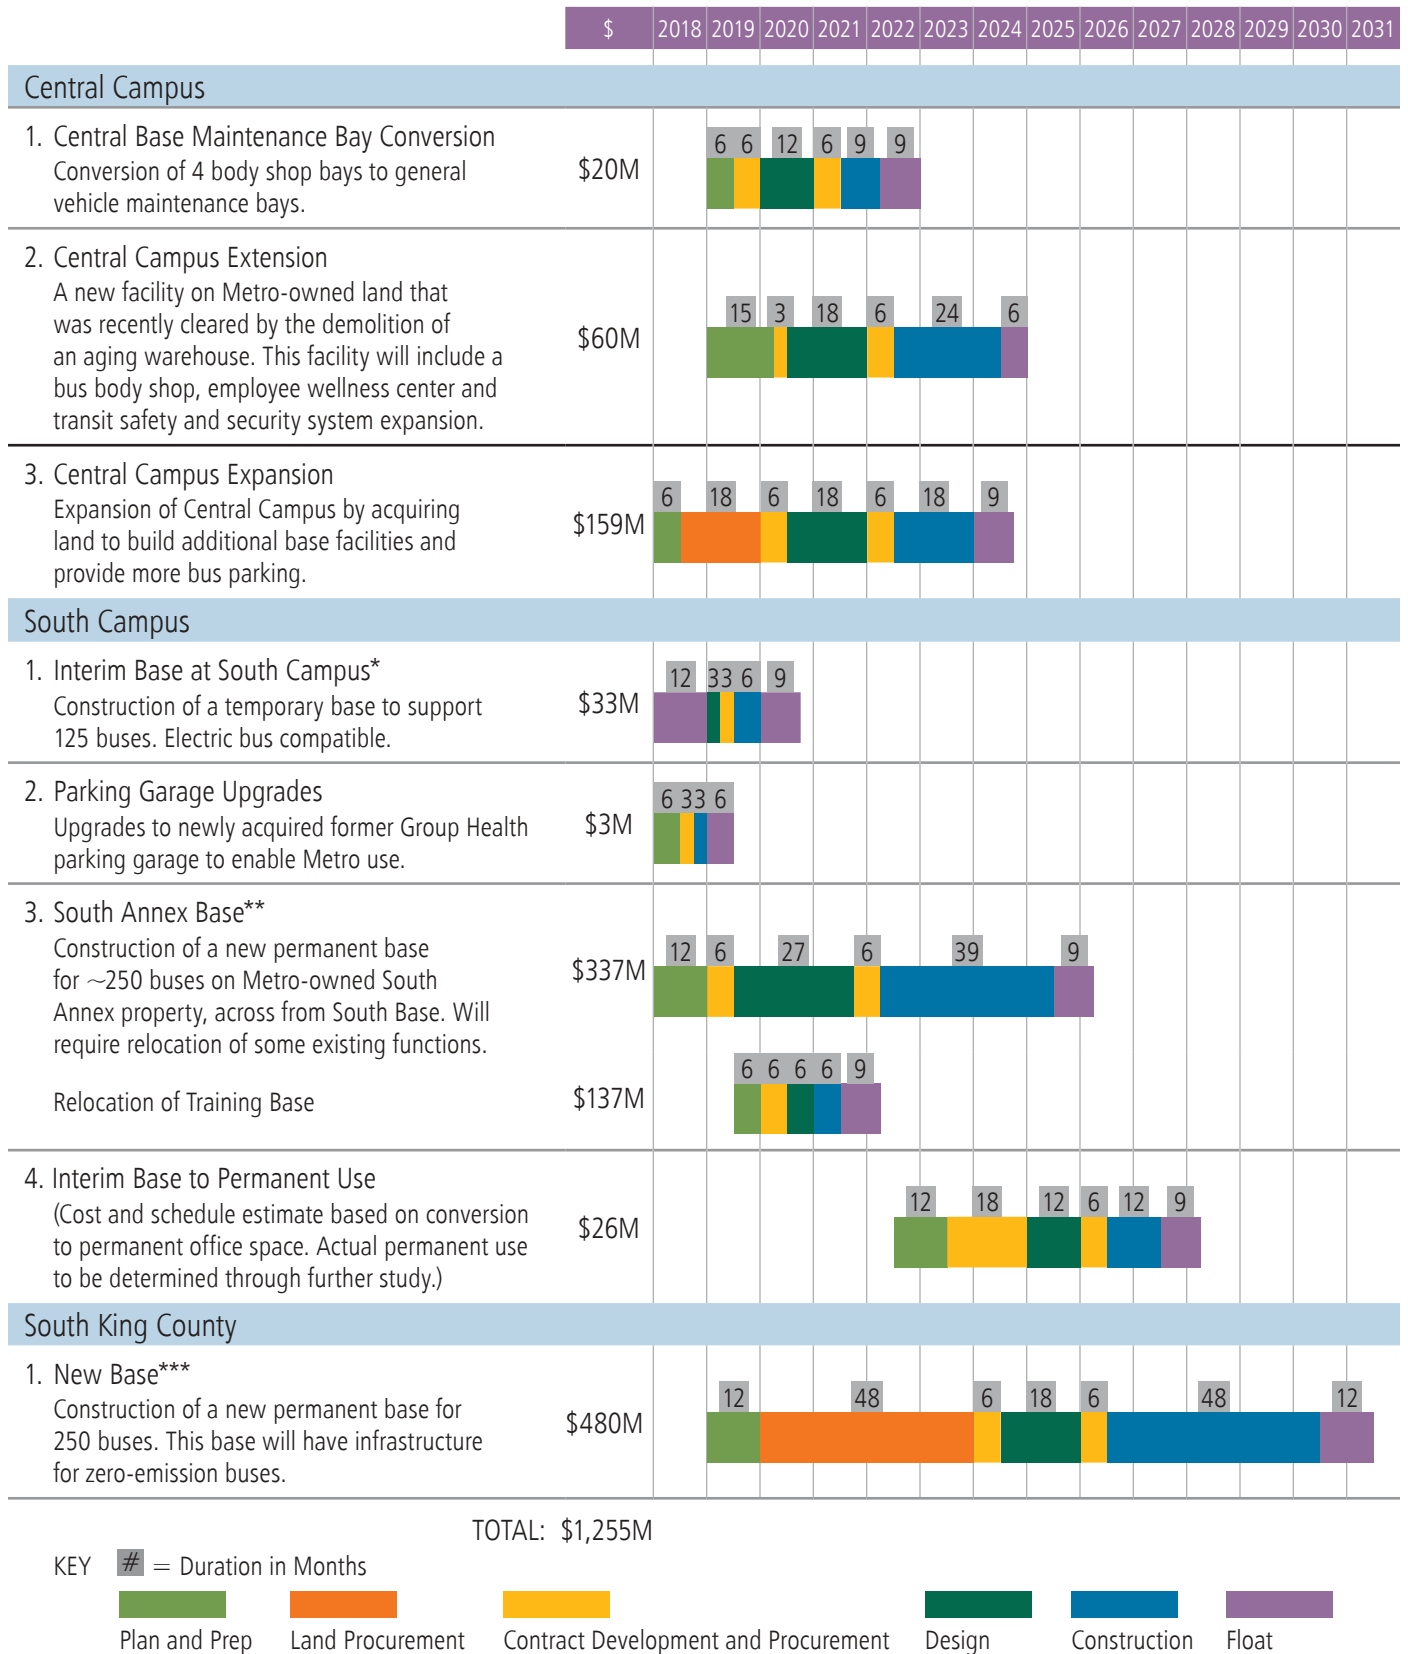 $ 2018 2019 2020 2021 2022 2023 2024 2025 2026 2027 2028 2029 2030 2031
Central Campus
1. Central Base Maintenance Bay Conversion
Conversion of 4 body shop bays to general
vehicle maintenance bays.
$20M
6 6 12 6 9 9
2. Central Campus Extension
A new facility on Metro-owned land that
was recently cleared by the demolition of
an aging warehouse. This facility will include a
bus body shop, employee wellness center and
transit safety and security system expansion.
$60M
15 3 18 6 24 6
3. Central Campus Expansion
Expansion of Central Campus by acquiring
land to build additional base facilities and
provide more bus parking.
$159M
6 18 6 18 6 18 9
South Campus
1. Interim Base at South Campus*
Construction of a temporary base to support
125 buses. Electric bus compatible.
$33M
12 3 3 6 9
2. Parking Garage Upgrades
Upgrades to newly acquired former Group Health
parking garage to enable Metro use.
$3M
6 3 3 6
3. South Annex Base**
Construction of a new permanent base
for ~250 buses on Metro-owned South
Annex property, across from South Base. Will
require relocation of some existing functions.
$337M
12 6 27 6 39 9
Relocation of Training Base
$137M
6 6 6 6 9
4. Interim Base to Permanent Use
(Cost and schedule estimate based on conversion
to permanent office space. Actual permanent use
to be determined through further study.)
$26M
12 18 12 6 12 9
South King County
1. New Base***
Construction of a new permanent base for
250 buses. This base will have infrastructure
for zero-emission buses.
$480M
12 48 6 18 6 48 12
TOTAL: $1,255M
KEY # = Duration in Months
Plan and Prep Land Procurement Contract Development and Procurement Design Construction Float